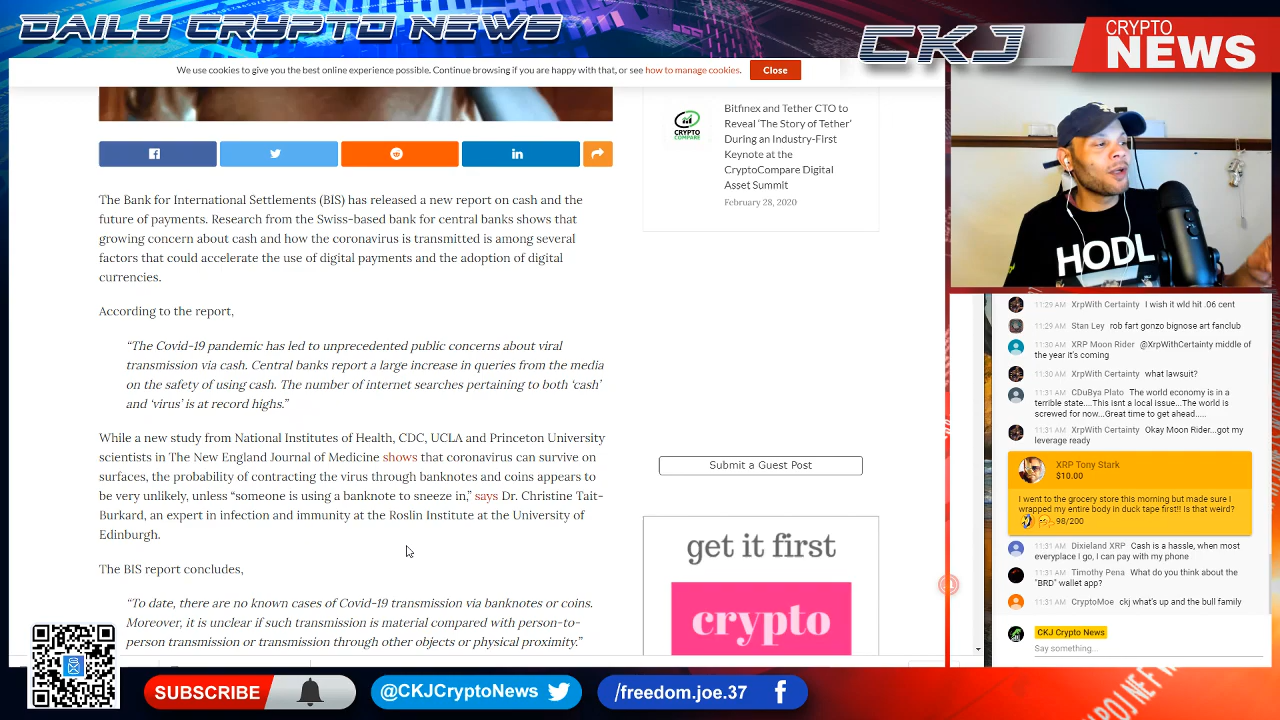 DAILY CRYPTO NEWS
CKJ
CRYPTO
NEWS
We use cookies to give you the best online experience possible. Continue browsing if you are happy with that, or see how to manage cookies.
Close
The Bank for International Settlements (BIS) has released a new report on cash and the
future of payments. Research from the Swiss-based bank for central banks shows that
growing concern about cash and how the coronavirus is transmitted is among several
factors that could accelerate the use of digital payments and the adoption of digital
currencies.
According to the report,
“The Covid-19 pandemic has led to unprecedented public concerns about viral
transmission via cash. Central banks report a large increase in queries from the media
on the safety of using cash. The number of internet searches pertaining to both ‘cash’
and ‘virus’ is at record highs.”
While a new study from National Institutes of Health, CDC, UCLA and Princeton University
scientists in The New England Journal of Medicine shows that coronavirus can survive on
surfaces, the probability of contracting the virus through banknotes and coins appears to
be very unlikely, unless “someone is using a banknote to sneeze in,” says Dr. Christine Tait-
Burkard, an expert in infection and immunity at the Roslin Institute at the University of
Edinburgh.
The BIS report concludes,
“To date, there are no known cases of Covid-19 transmission via banknotes or coins.
Moreover, it is unclear if such transmission is material compared with person-to-
person transmission or transmission through other objects or physical proximity.”
CRYPTO
COMPARE
Bitfinex and Tether CTO to
Reveal ‘The Story of Tether’
During an Industry-First
Keynote at the
CryptoCompare Digital
Asset Summit
February 28, 2020
Submit a Guest Post
get it first
crypto
HODL
11:29 AM XrpWith Certainty I wish it wld hit .06 cent
11:29 AM Stan Ley rob fart gonzo bignose art fanclub
11:30 AM XRP Moon Rider @XrpWithCertainty middle of
the year it's coming
11:30 AM XrpWith Certainty what lawsuit?
11:31 AM CDuBya Plato The world economy is in a
terrible state....This Isnt a local issue...The world is
screwed for now...Great time to get ahead.....
11:31 AM XrpWith Certainty Okay Moon Rider...got my
leverage ready
XRP Tony Stark
$10.00
I went to the grocery store this morning but made sure I
wrapped my entire body in duck tape first!! Is that weird?
98/200
11:31 AM Dixieland XRP Cash is a hassle, when most
everyplace I go, I can pay with my phone
11:31 AM Timothy Pena What do you think about the
"BRD" wallet app?
11:31 AM CryptoMoe ckj what's up and the bull family
CKJ Crypto News
Say something...
SUBSCRIBE
@CKJCryptoNews
/freedom.joe.37